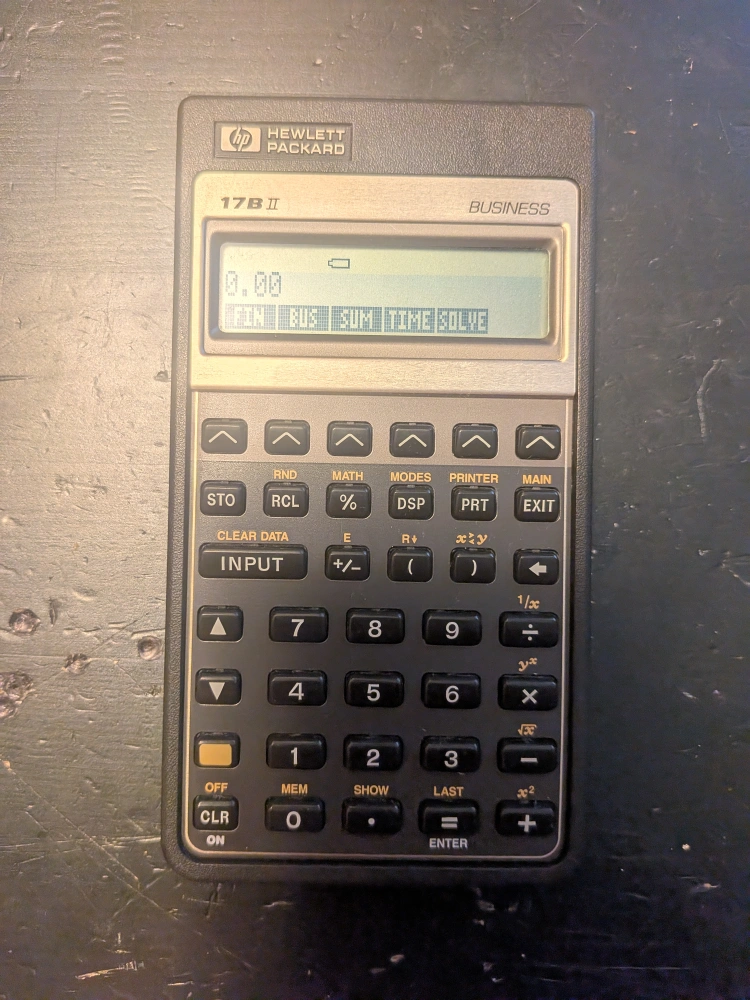 hp HEWLETT
PACKARD
17B II BUSINESS
0.00
FIN BUS SUM TIME SOLVE
RND MATH MODES PRINTER MAIN
STO RCL % DSP PRT EXIT
CLEAR DATA E R↓ x≷y
INPUT +/− ( )
1/x
7 8 9 ÷
yˣ
4 5 6 ×
√x
1 2 3 −
OFF MEM SHOW LAST x²
CLR 0 . = +
ON ENTER